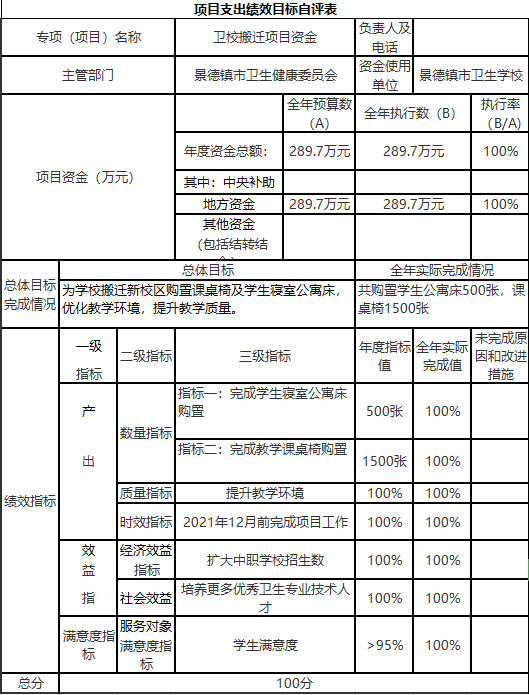 项目支出绩效目标自评表
专项（项目）名称 卫校搬迁项目资金 负责人及
电话
主管部门 景德镇市卫生健康委员会 资金使用
单位 景德镇市卫生学校
项目资金（万元） 全年预算数
（A） 全年执行数（B） 执行率
（B/A）
年度资金总额： 289.7万元 289.7万元 100%
其中：中央补助
地方资金 289.7万元 289.7万元 100%
其他资金
（包括结转结
总体目标
完成情况 总体目标 全年实际完成情况
为学校搬迁新校区购置课桌椅及学生寝室公寓床，
优化教学环境，提升教学质量。
共购置学生公寓床500张，课
桌椅1500张
绩效指标 一级
指标 二级指标 三级指标 年度指标
值 全年实际
完成值 未完成原
因和改进
措施
产
出
数量指标 指标一：完成学生寝室公寓床
购置 500张 100%
指标二：完成教学课桌椅购置 1500张 100%
质量指标 提升教学环境 100% 100%
时效指标 2021年12月前完成项目工作 100% 100%
效
益
指
经济效益
指标 扩大中职学校招生数 100% 100%
社会效益 培养更多优秀卫生专业技术人
才 100% 100%
满意度指
标 服务对象
满意度指
标 学生满意度 >95% 100%
总分 100分